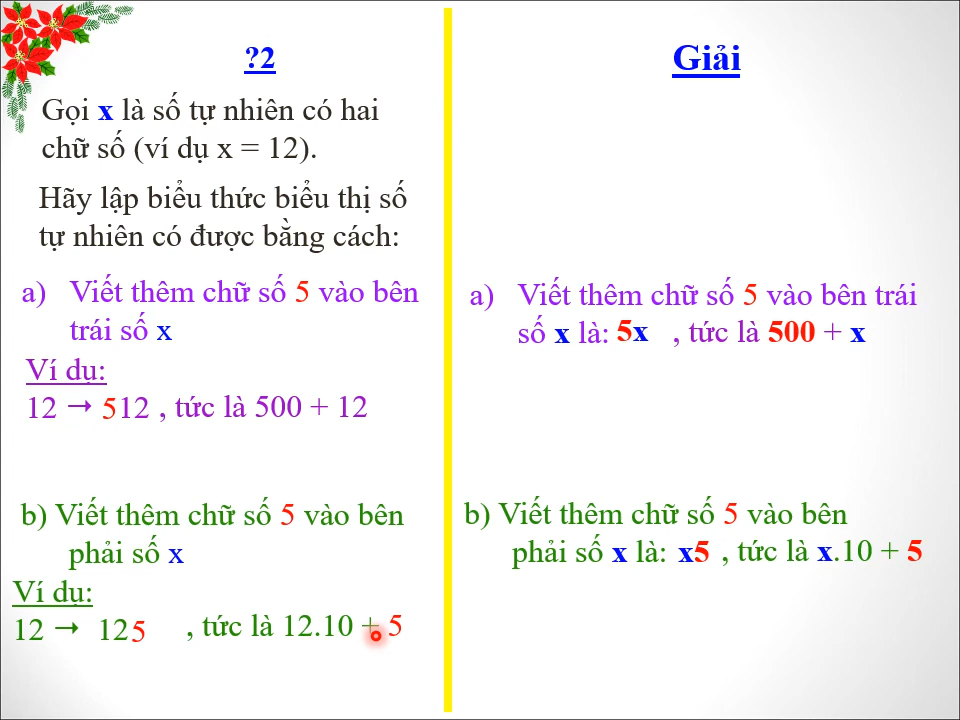 ?2
Gọi x là số tự nhiên có hai
chữ số (ví dụ x = 12).
Hãy lập biểu thức biểu thị số
tự nhiên có được bằng cách:
a) Viết thêm chữ số 5 vào bên
trái số x
Ví dụ:
12 → 512 , tức là 500 + 12
b) Viết thêm chữ số 5 vào bên
phải số x
Ví dụ:
12 → 125 , tức là 12.10 + 5
Giải
a) Viết thêm chữ số 5 vào bên trái
số x là: 5x , tức là 500 + x
b) Viết thêm chữ số 5 vào bên
phải số x là: x5 , tức là x.10 + 5